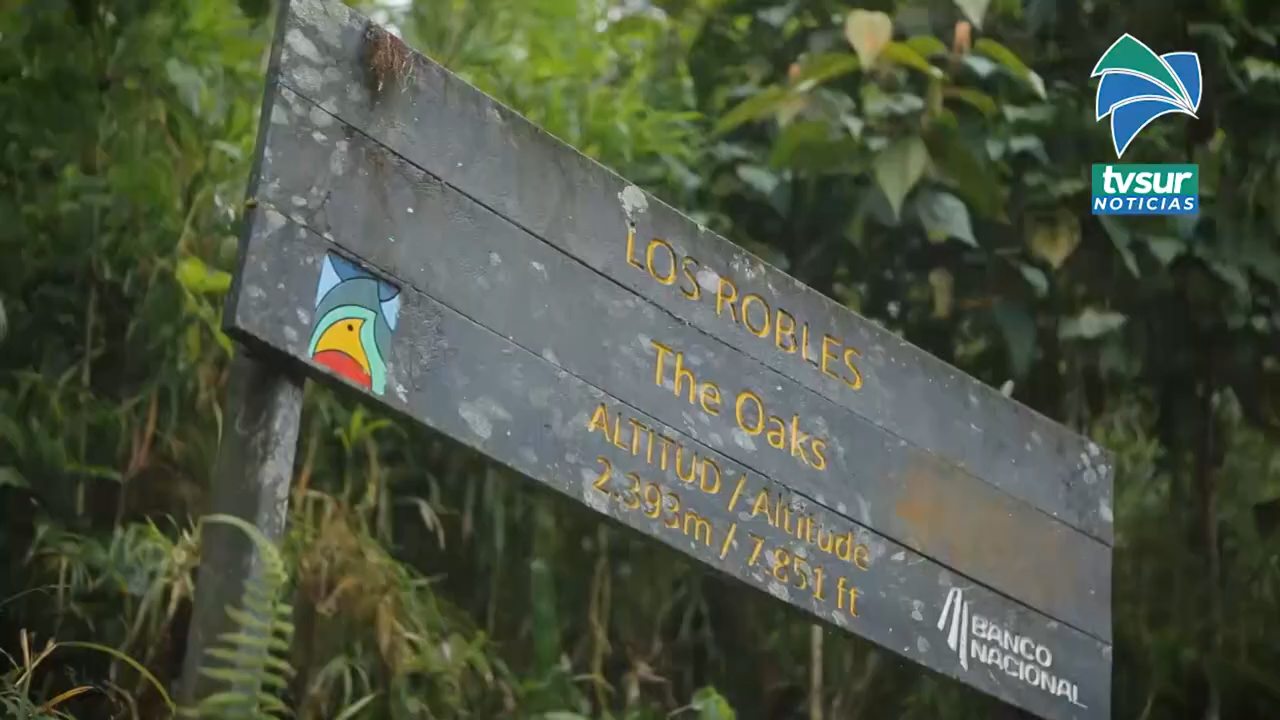 tvsur
NOTICIAS
LOS ROBLES
The Oaks
ALTITUD / Altitude
2.393m / 7.851 ft
BANCO
NACIONAL